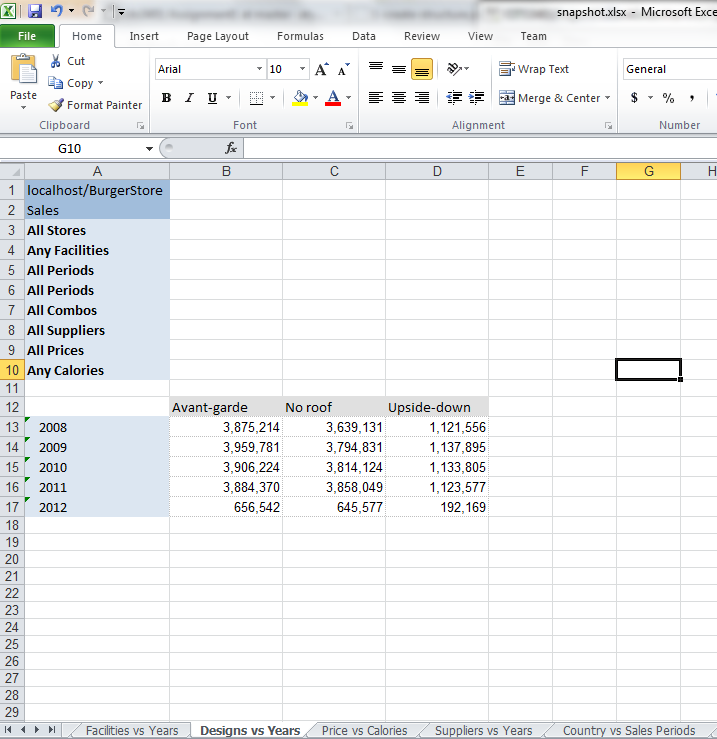 snapshot.xlsx - Microsoft Exce
File Home Insert Page Layout Formulas Data Review View Team
Paste
Cut
Copy
Format Painter
Clipboard
Arial 10 A A
B I U A
Font
Wrap Text
Merge & Center
Alignment
General
$ % ,
Number
G10 fx
A B C D E F G H
1 localhost/BurgerStore
2 Sales
3 All Stores
4 Any Facilities
5 All Periods
6 All Periods
7 All Combos
8 All Suppliers
9 All Prices
10 Any Calories
11
12 Avant-garde No roof Upside-down
13 2008 3,875,214 3,639,131 1,121,556
14 2009 3,959,781 3,794,831 1,137,895
15 2010 3,906,224 3,814,124 1,133,805
16 2011 3,884,370 3,858,049 1,123,577
17 2012 656,542 645,577 192,169
18
19
20
21
22
23
24
25
26
27
28
29
Facilities vs Years Designs vs Years Price vs Calories Suppliers vs Years Country vs Sales Periods